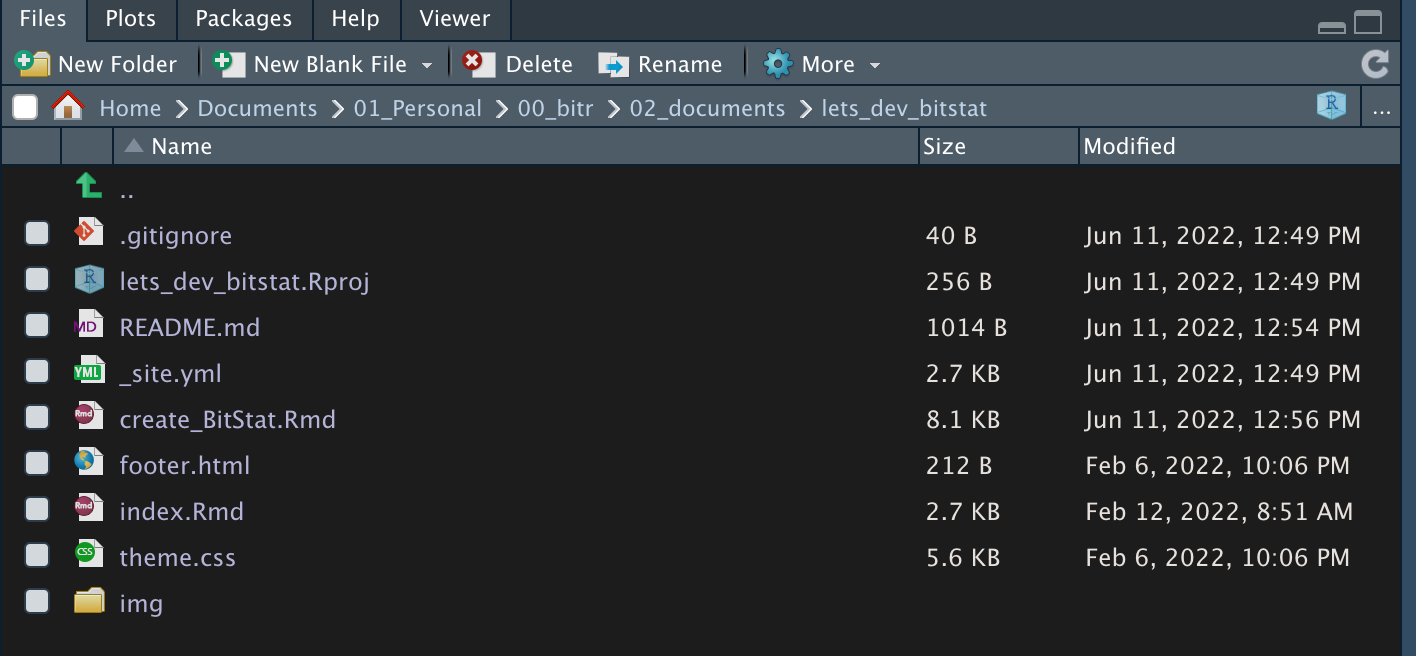 Files Plots Packages Help Viewer
New Folder New Blank File Delete Rename More
Home Documents 01_Personal 00_bitr 02_documents lets_dev_bitstat R ...
Name Size Modified
..
.gitignore 40 B Jun 11, 2022, 12:49 PM
R lets_dev_bitstat.Rproj 256 B Jun 11, 2022, 12:49 PM
MD README.md 1014 B Jun 11, 2022, 12:54 PM
YML _site.yml 2.7 KB Jun 11, 2022, 12:49 PM
Rmd create_BitStat.Rmd 8.1 KB Jun 11, 2022, 12:56 PM
footer.html 212 B Feb 6, 2022, 10:06 PM
Rmd index.Rmd 2.7 KB Feb 12, 2022, 8:51 AM
CSS theme.css 5.6 KB Feb 6, 2022, 10:06 PM
img